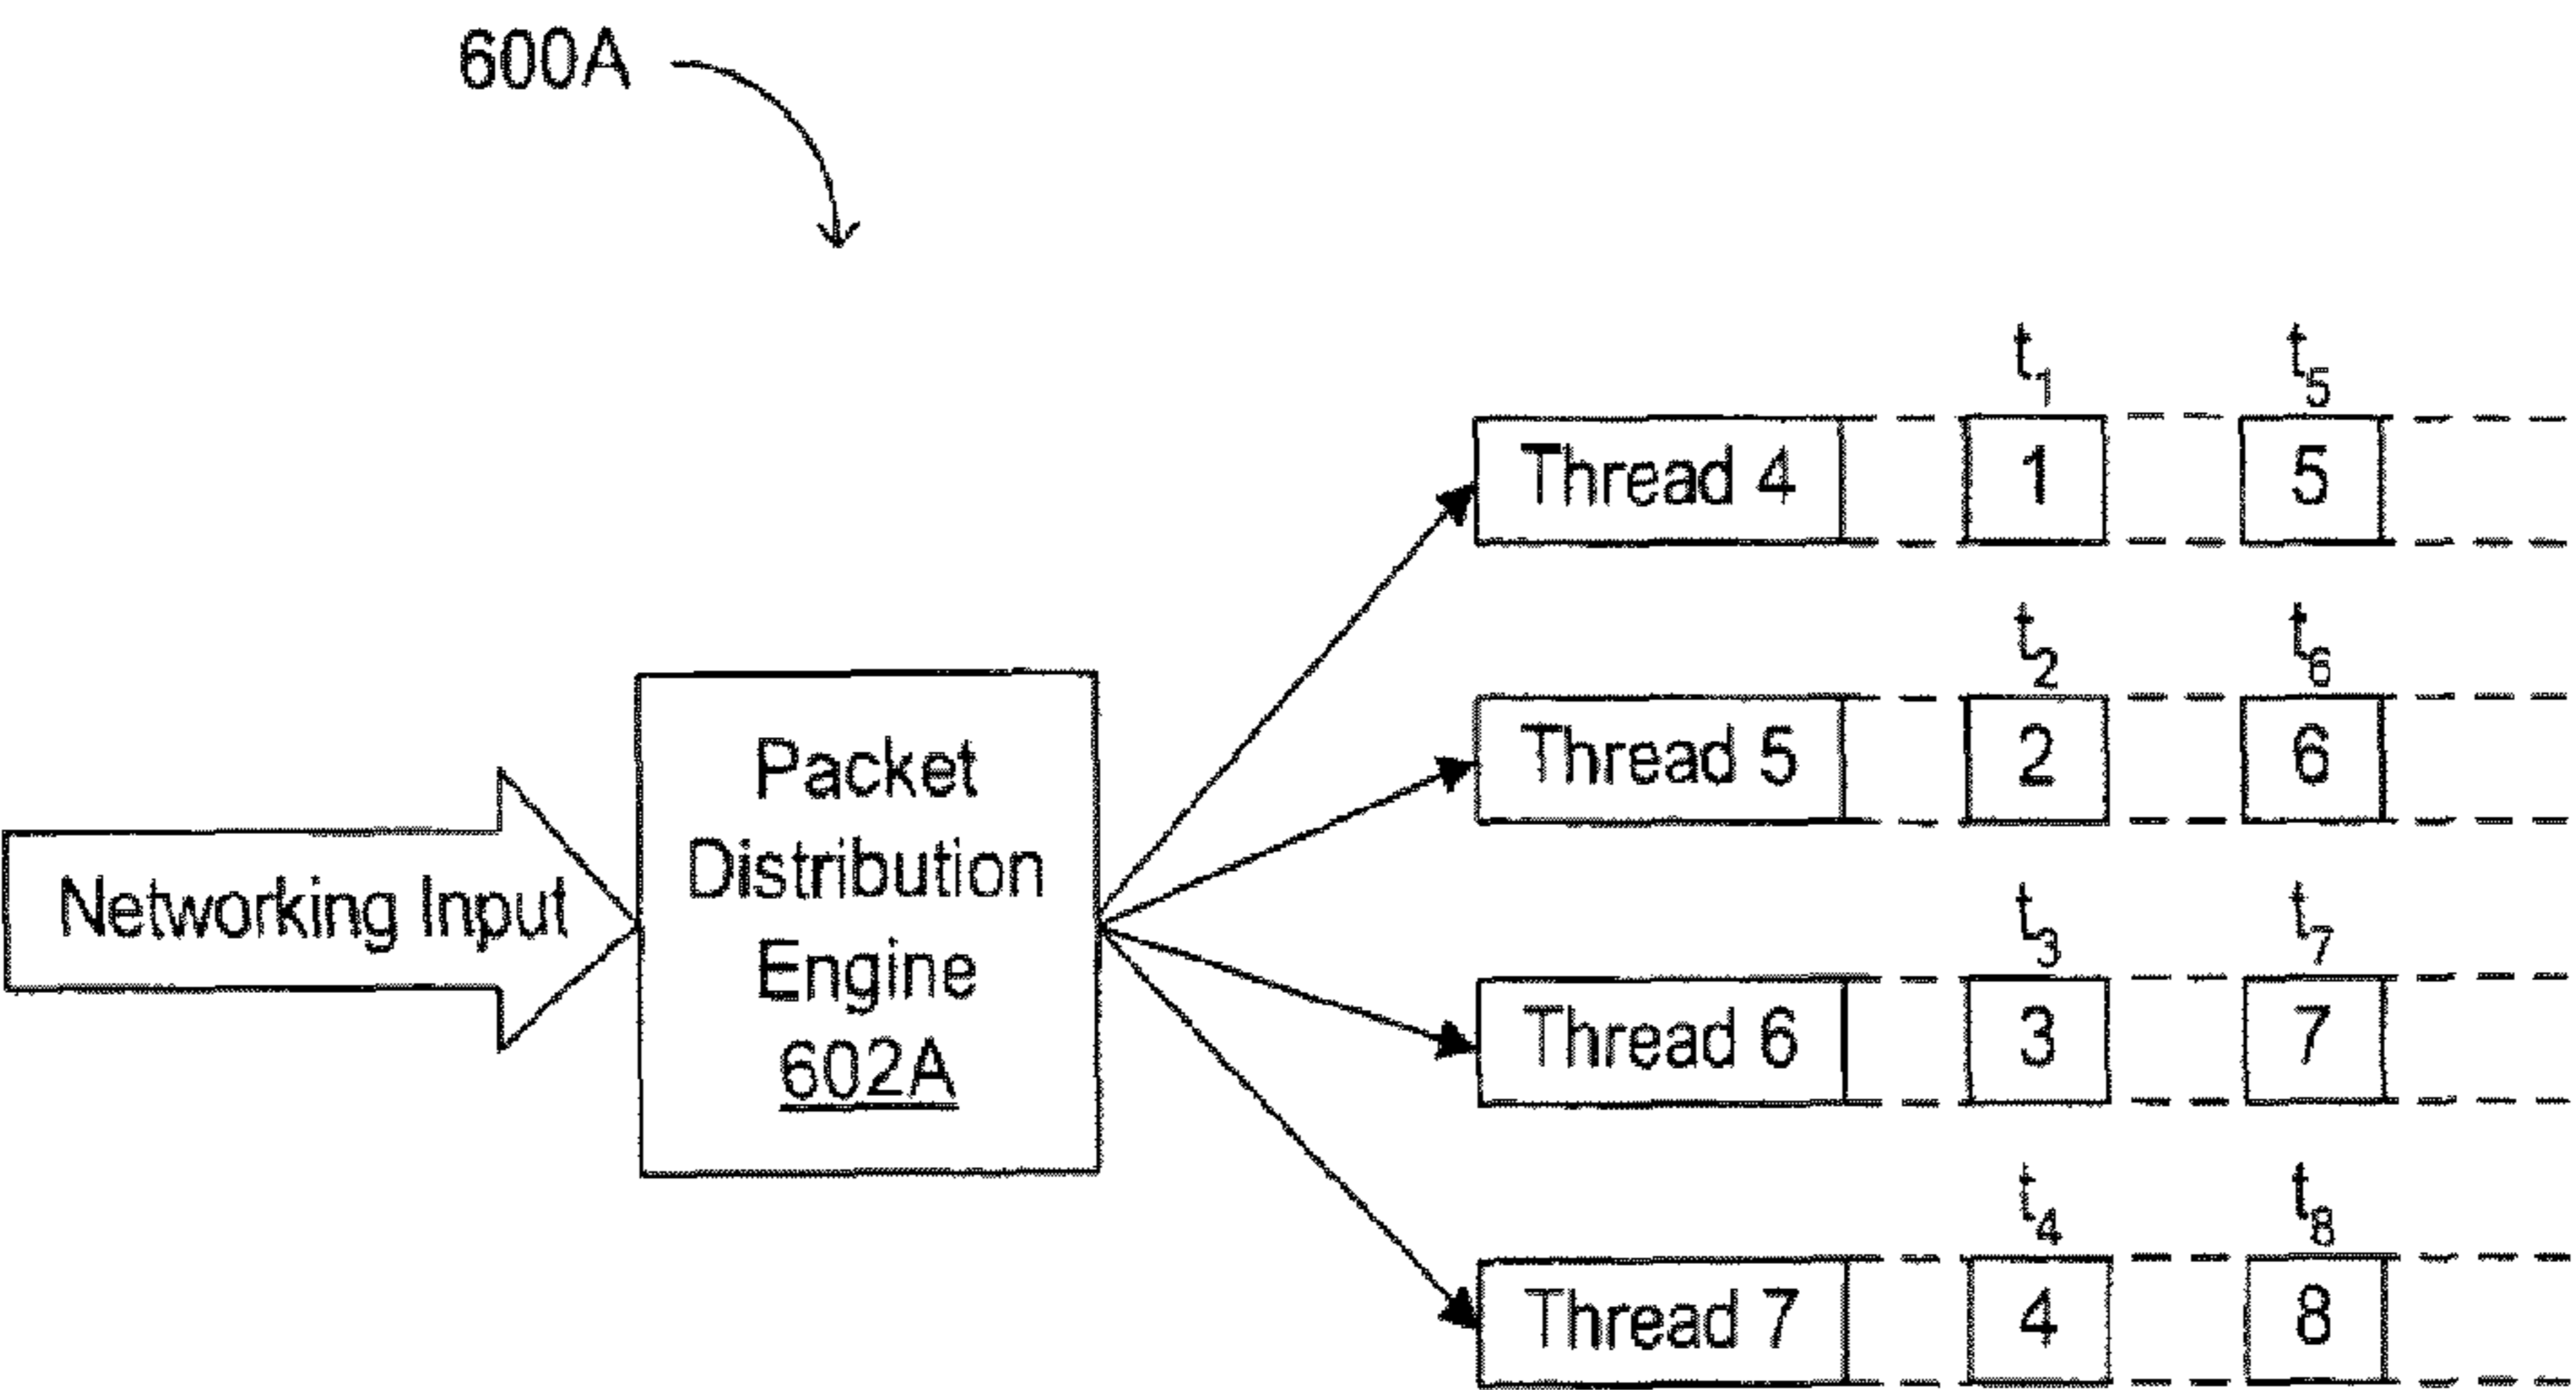 600A
t1 t5
Thread 4 1 5
t2 t6
Thread 5 2 6
Packet
Distribution
Engine
602A
Networking Input
t3 t7
Thread 6 3 7
t4 t8
Thread 7 4 8